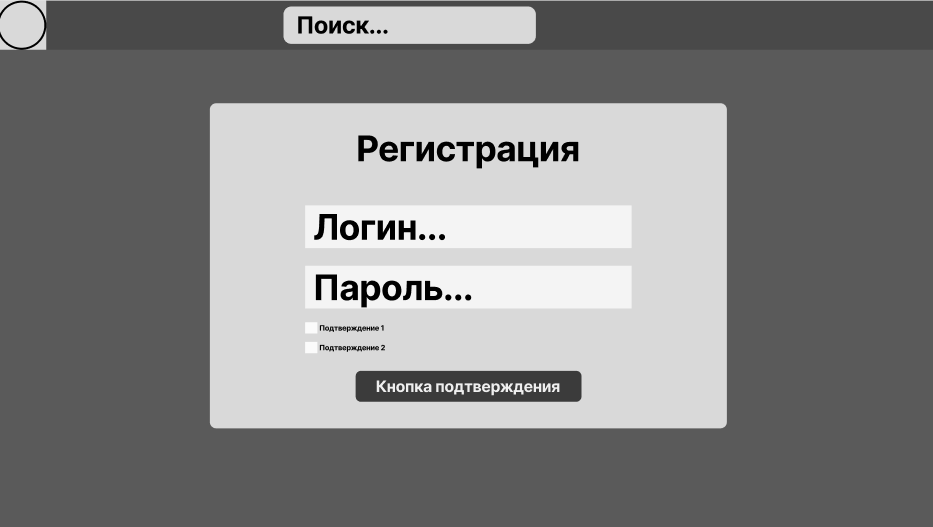 Поиск...
Регистрация
Логин...
Пароль...
Подтверждение 1
Подтверждение 2
Кнопка подтверждения